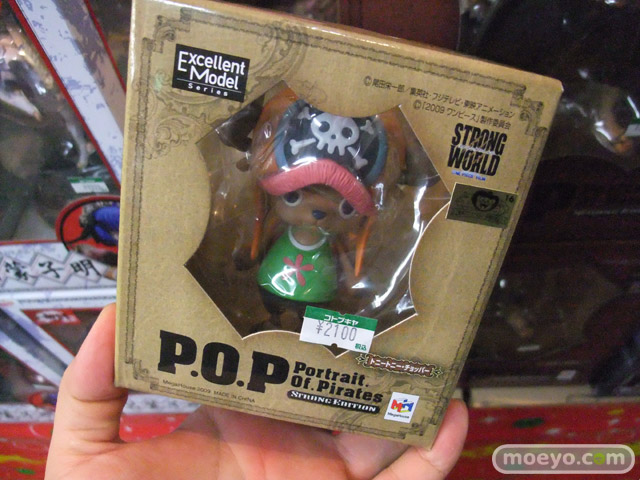 Excellent
Model
Series
©尾田栄一郎/集英社・フジテレビ・東映アニメーション
©「2009 ワンピース」製作委員会
STRONG
WORLD
コトブキヤ
¥2100
税込
トニートニー・チョッパー
P.O.P
Portrait.
Of.Pirates
STRONG EDITION
MegaHouse 2009 MADE IN CHINA
MegaHouse
moeyo.com